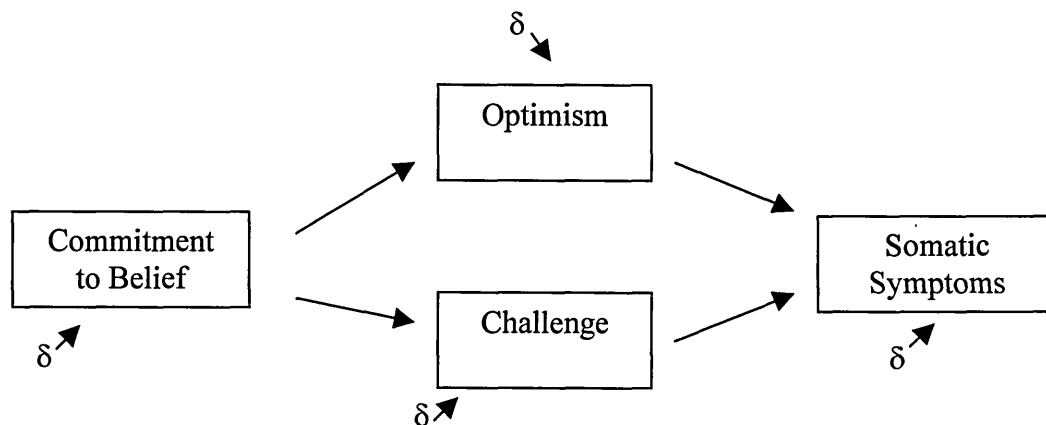 δ
Optimism
Commitment
to Belief
Somatic
Symptoms
Challenge
δ
δ
δ